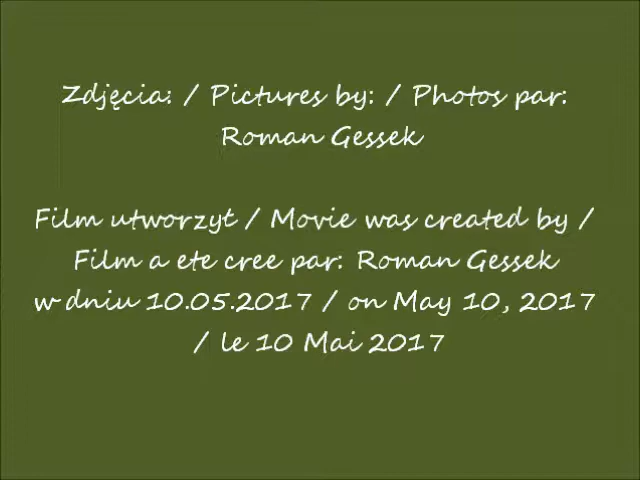 Zdjęcia: / Pictures by: / Photos par:
Roman Gessek
Film utworzył / Movie was created by /
Film a ete cree par: Roman Gessek
w dniu 10.05.2017 / on May 10, 2017
/ le 10 Mai 2017